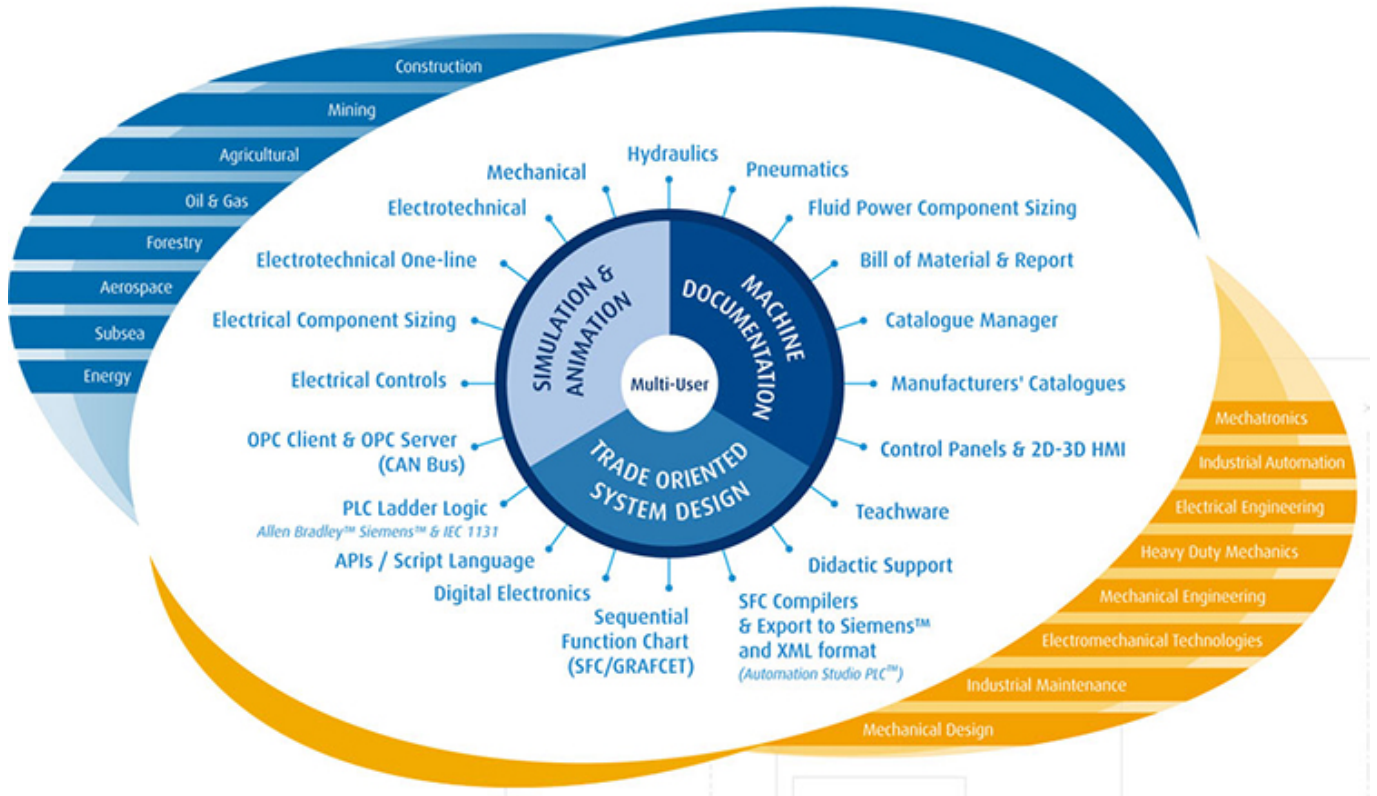 Construction
Mining
Agricultural
Oil & Gas
Forestry
Aerospace
Subsea
Energy
Hydraulics
Pneumatics
Fluid Power Component Sizing
Bill of Material & Report
Catalogue Manager
Manufacturers' Catalogues
Control Panels & 2D-3D HMI
Teachware
Didactic Support
SFC Compilers
& Export to Siemens™
and XML format
(Automation Studio PLC™)
Sequential
Function Chart
(SFC/GRAFCET)
Digital Electronics
APIs / Script Language
PLC Ladder Logic
Allen Bradley™ Siemens™ & IEC 1131
OPC Client & OPC Server
(CAN Bus)
Electrical Controls
Electrical Component Sizing
Electrotechnical One-line
Electrotechnical
Mechanical
SIMULATION &
ANIMATION
MACHINE
DOCUMENTATION
TRADE ORIENTED
SYSTEM DESIGN
Multi-User
Mechatronics
Industrial Automation
Electrical Engineering
Heavy Duty Mechanics
Mechanical Engineering
Electromechanical Technologies
Industrial Maintenance
Mechanical Design